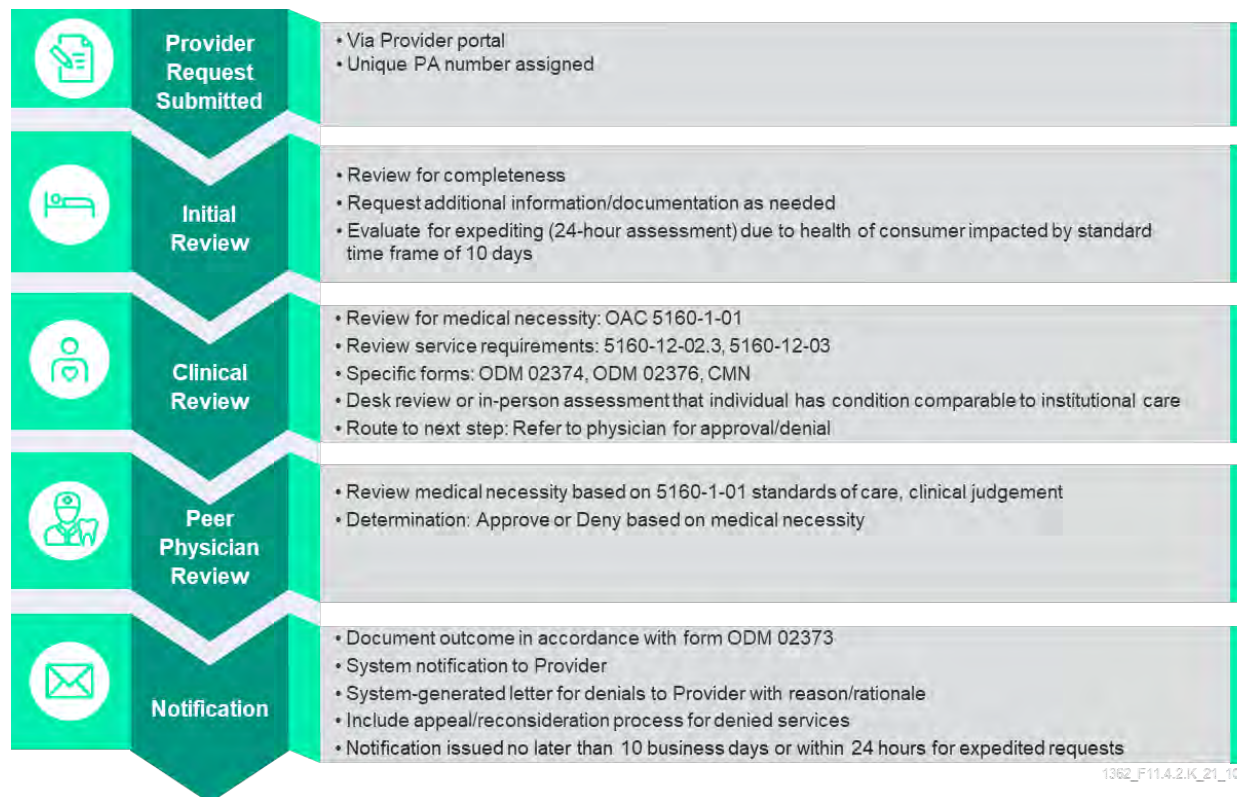 Provider
Request
Submitted
• Via Provider portal
• Unique PA number assigned
Initial
Review
• Review for completeness
• Request additional information/documentation as needed
• Evaluate for expediting (24-hour assessment) due to health of consumer impacted by standard
time frame of 10 days
Clinical
Review
• Review for medical necessity: OAC 5160-1-01
• Review service requirements: 5160-12-02.3, 5160-12-03
• Specific forms: ODM 02374, ODM 02376, CMN
• Desk review or in-person assessment that individual has condition comparable to institutional care
• Route to next step: Refer to physician for approval/denial
Peer
Physician
Review
• Review medical necessity based on 5160-1-01 standards of care, clinical judgement
• Determination: Approve or Deny based on medical necessity
Notification
• Document outcome in accordance with form ODM 02373
• System notification to Provider
• System-generated letter for denials to Provider with reason/rationale
• Include appeal/reconsideration process for denied services
• Notification issued no later than 10 business days or within 24 hours for expedited requests
1362_F11.4.2.K_21_10